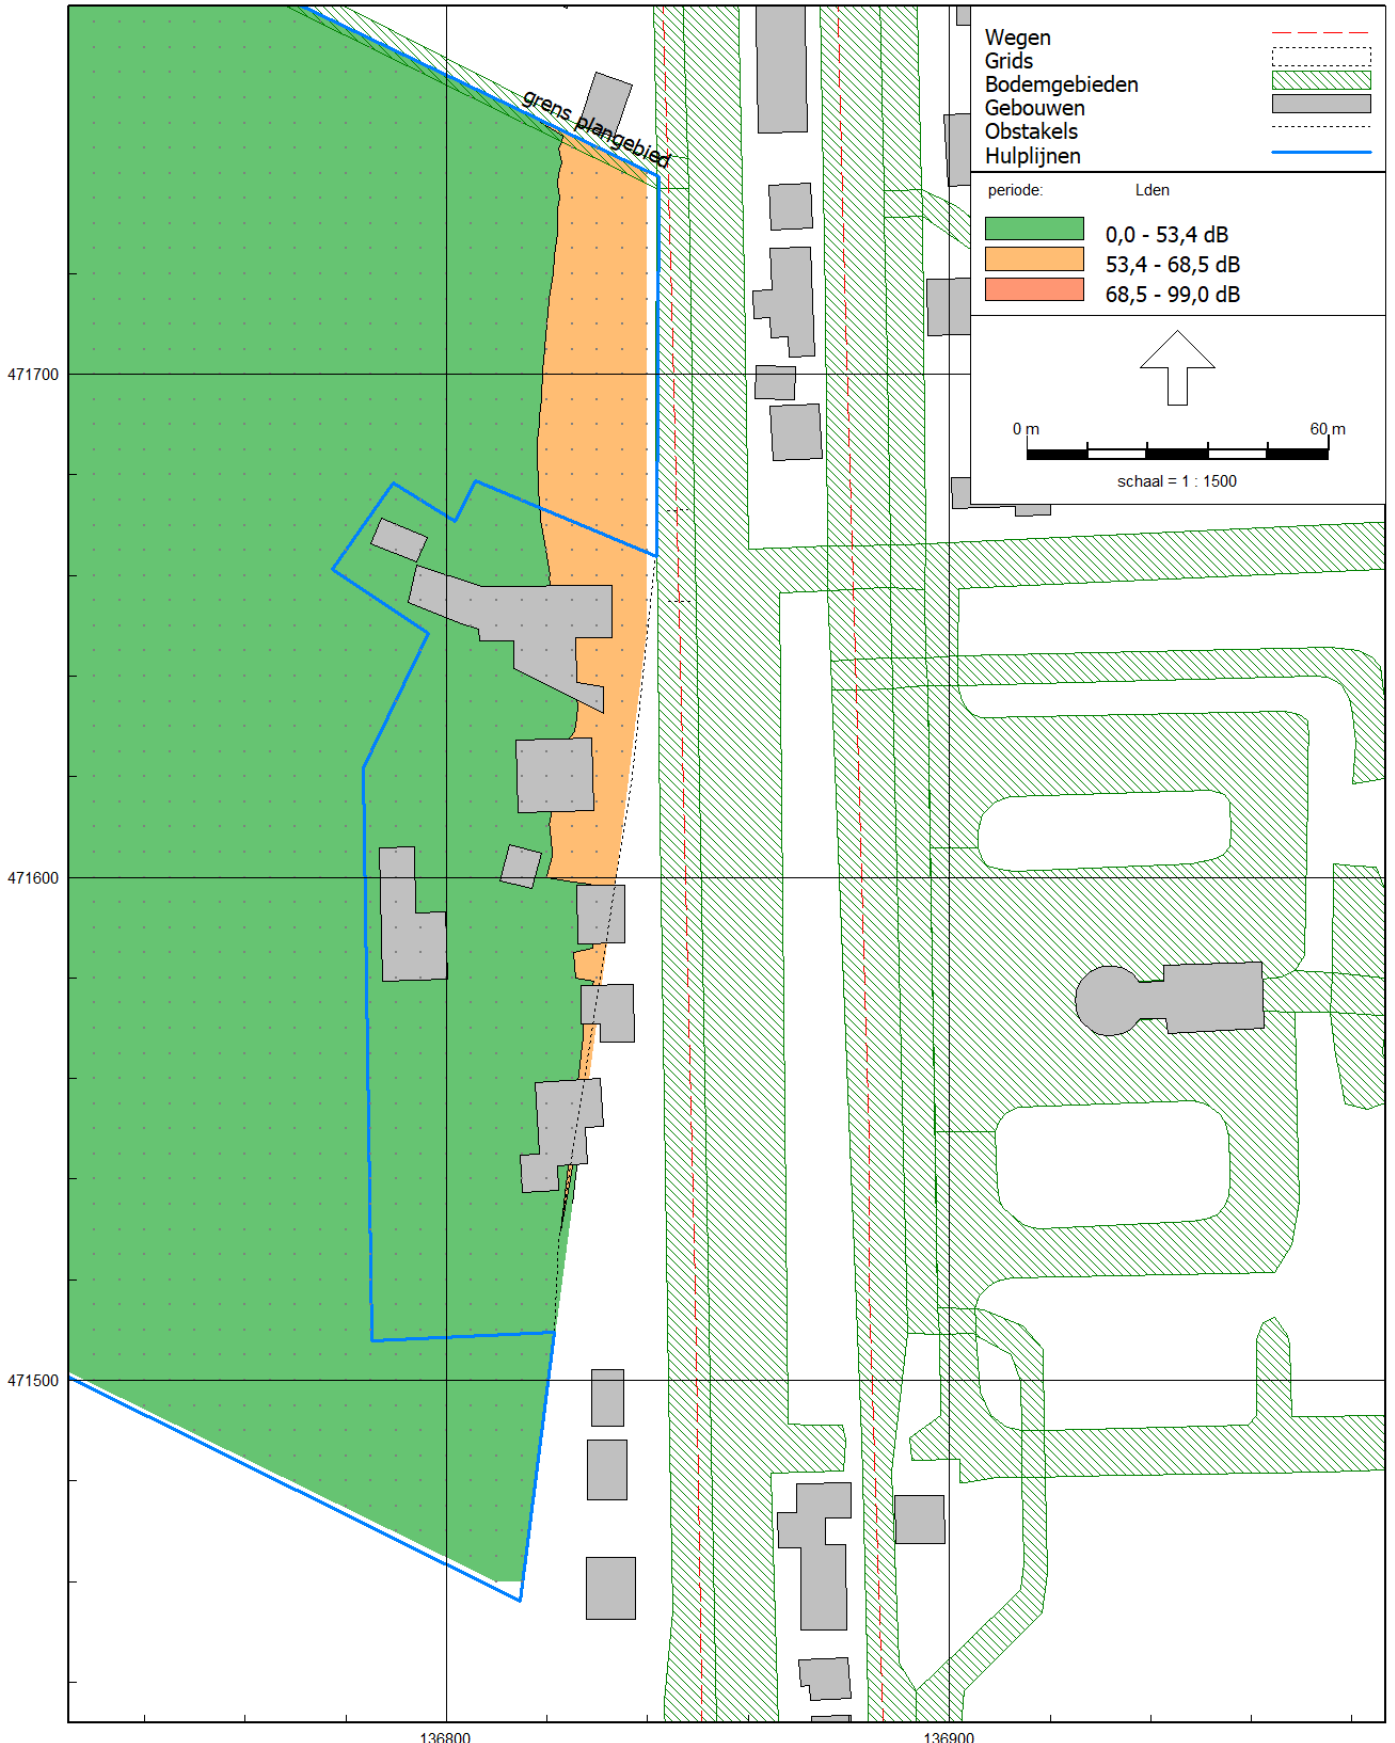 Wegen
Grids
Bodemgebieden
Gebouwen
Obstakels
Hulplijnen
periode: Lden
0,0 - 53,4 dB
53,4 - 68,5 dB
68,5 - 99,0 dB
0 m 60 m
schaal = 1 : 1500
grens plangebied
471700
471600
471500
136800 136900